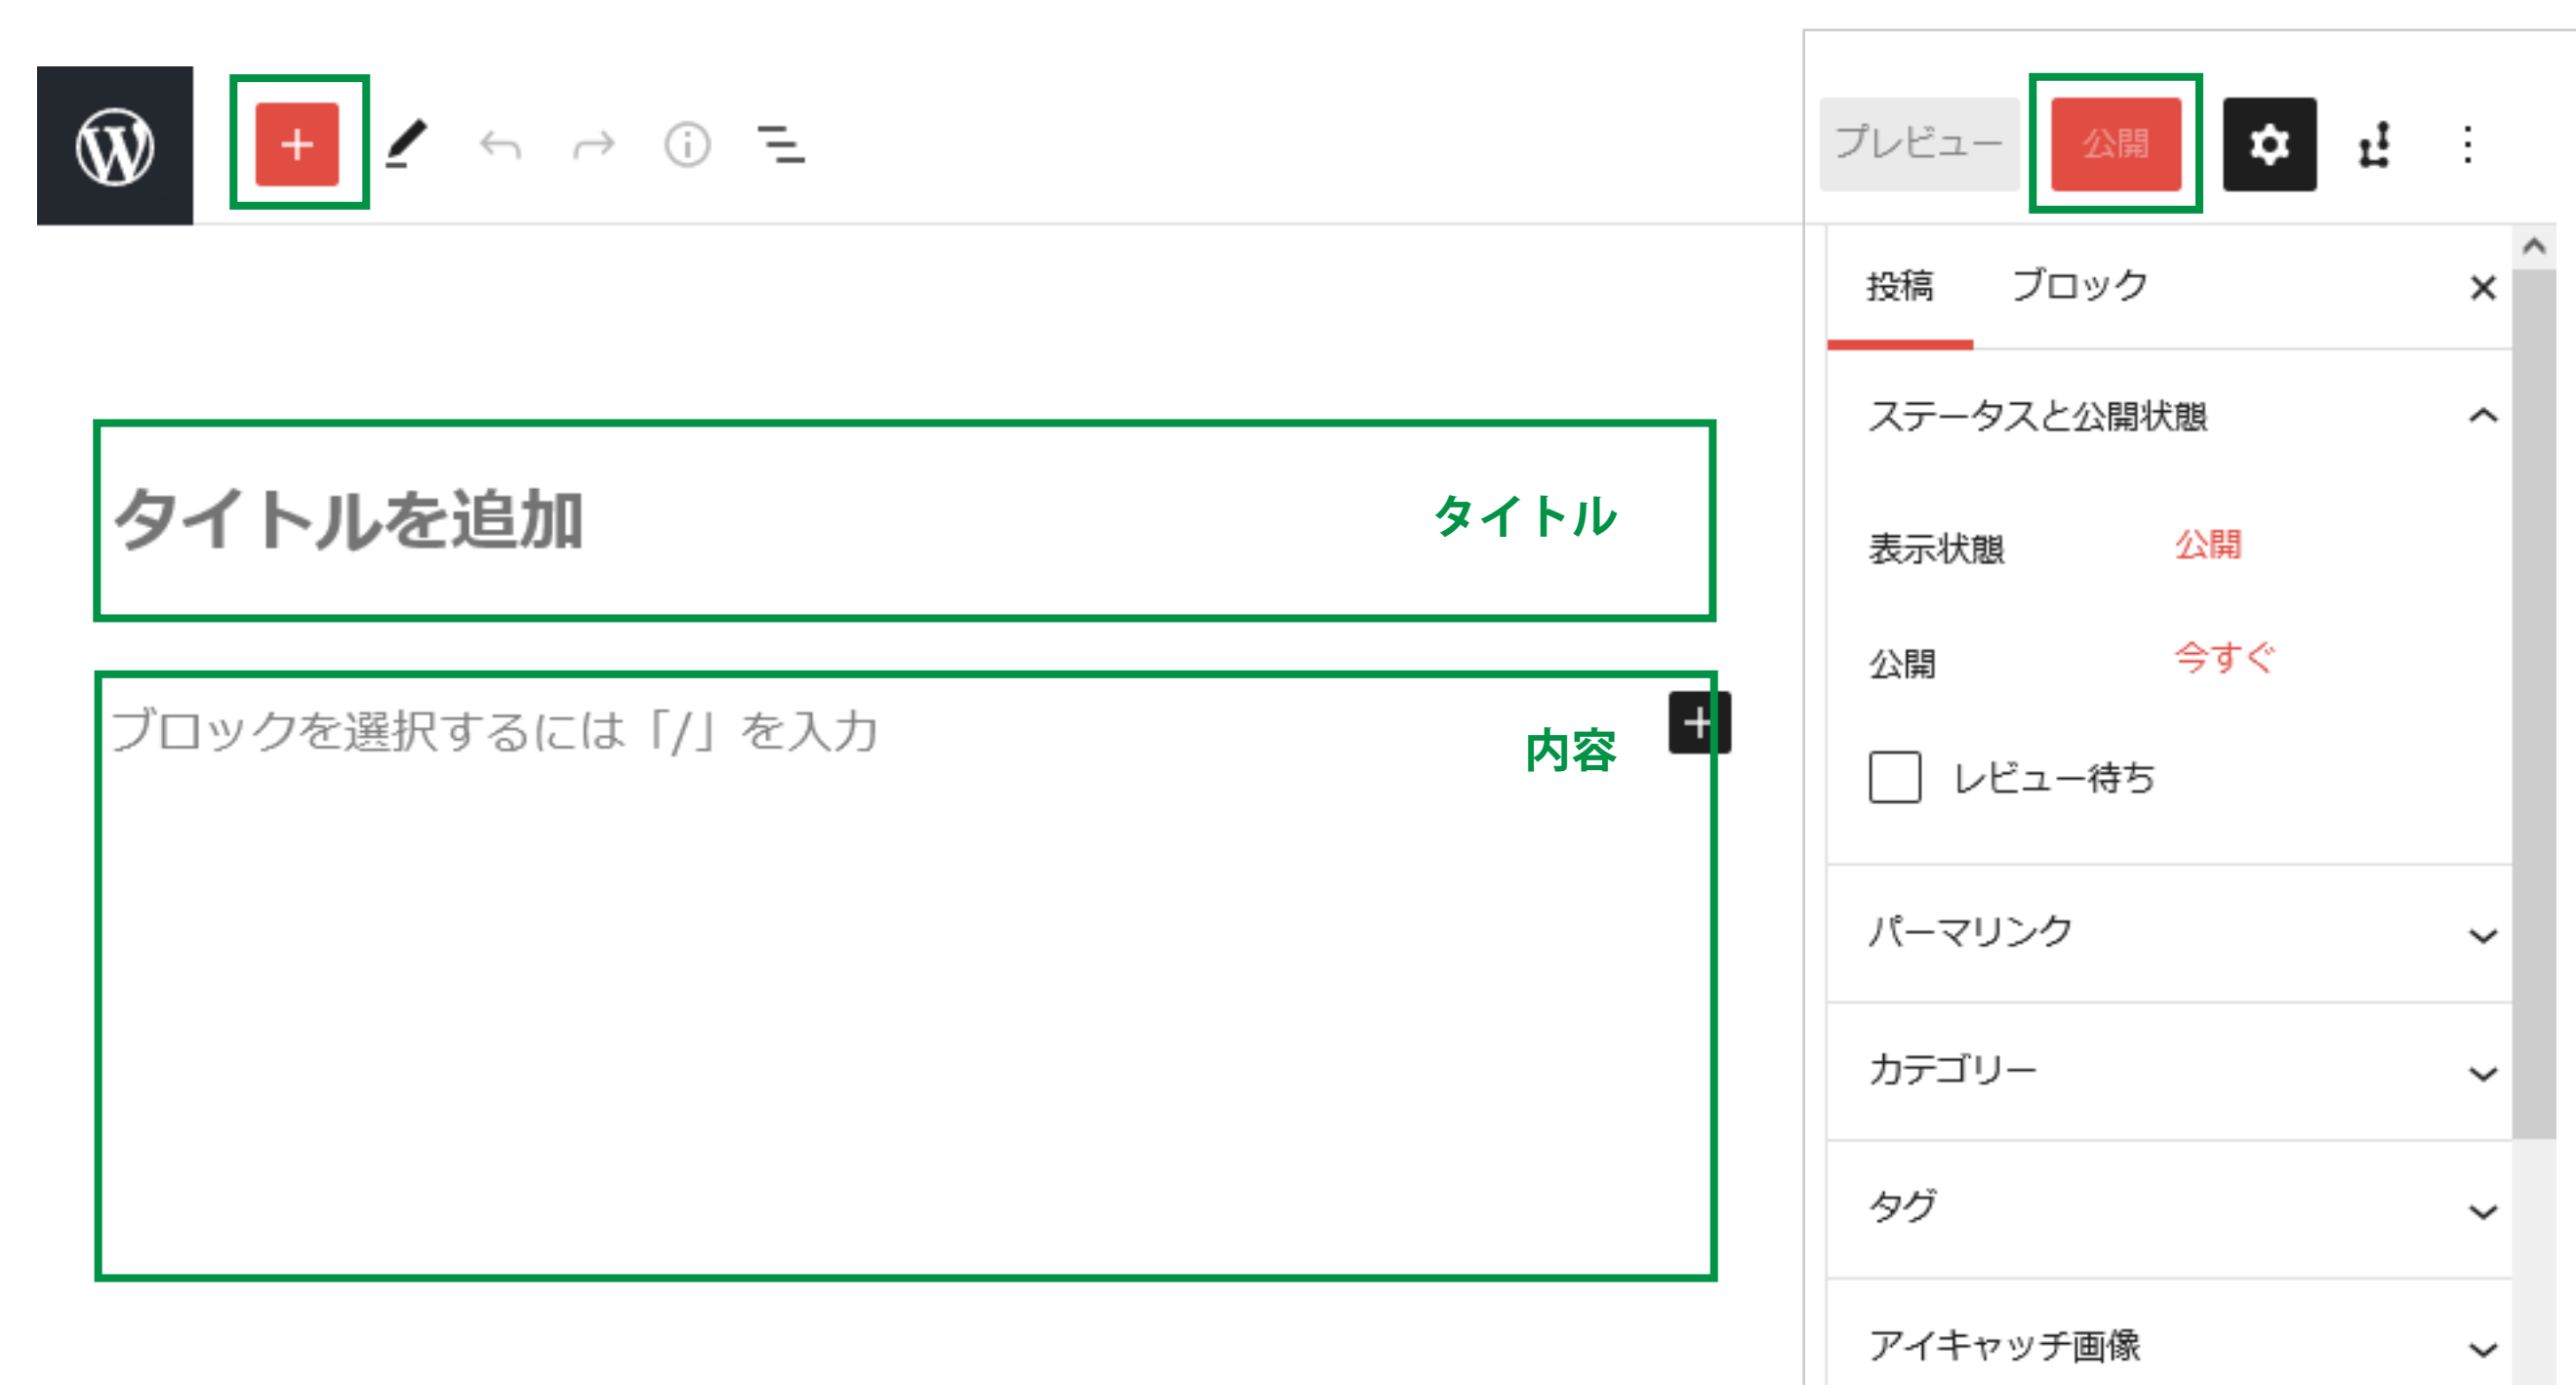 プレビュー 公開
投稿 ブロック
タイトルを追加 タイトル
ブロックを選択するには「/」を入力 内容
ステータスと公開状態
表示状態 公開
公開 今すぐ
レビュー待ち
パーマリンク
カテゴリー
タグ
アイキャッチ画像